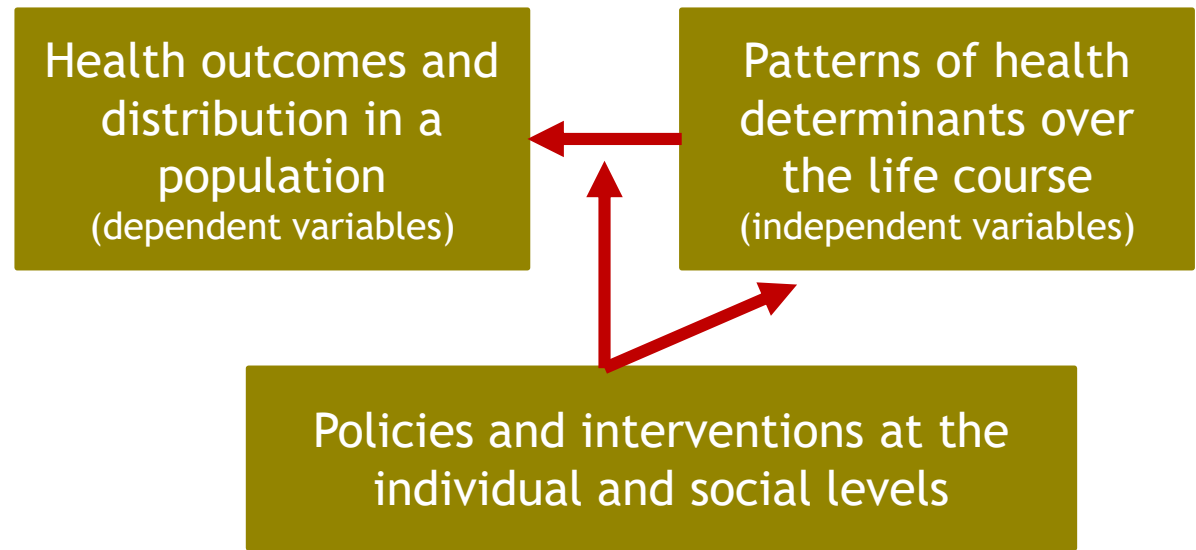 Health outcomes and
distribution in a
population
(dependent variables)
Patterns of health
determinants over
the life course
(independent variables)
Policies and interventions at the
individual and social levels